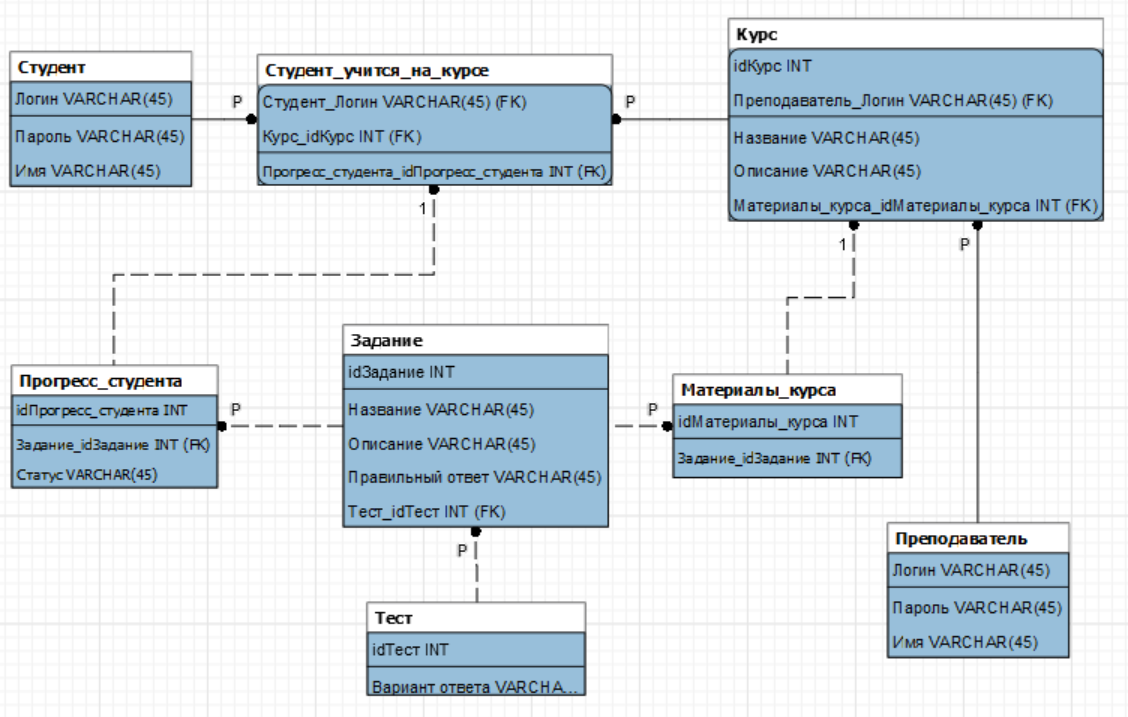 Студент
Логин VARCHAR(45)
Пароль VARCHAR(45)
Имя VARCHAR(45)
P
Студент_учится_на_курсе
Студент_Логин VARCHAR(45) (FK)
Курс_idКурс INT (FK)
Прогресс_студента_idПрогресс_студента INT (FK)
1
P
Курс
idКурс INT
Преподаватель_Логин VARCHAR(45) (FK)
Название VARCHAR(45)
Описание VARCHAR(45)
Материалы_курса_idМатериалы_курса INT (FK)
1
P
Прогресс_студента
idПрогресс_студента INT
Задание_idЗадание INT (FK)
Статус VARCHAR(45)
P
Задание
idЗадание INT
Название VARCHAR(45)
Описание VARCHAR(45)
Правильный ответ VARCHAR(45)
Тест_idТест INT (FK)
P
P
Материалы_курса
idМатериалы_курса INT
Задание_idЗадание INT (FK)
Тест
idТест INT
Вариант ответа VARCHA...
Преподаватель
Логин VARCHAR(45)
Пароль VARCHAR(45)
Имя VARCHAR(45)